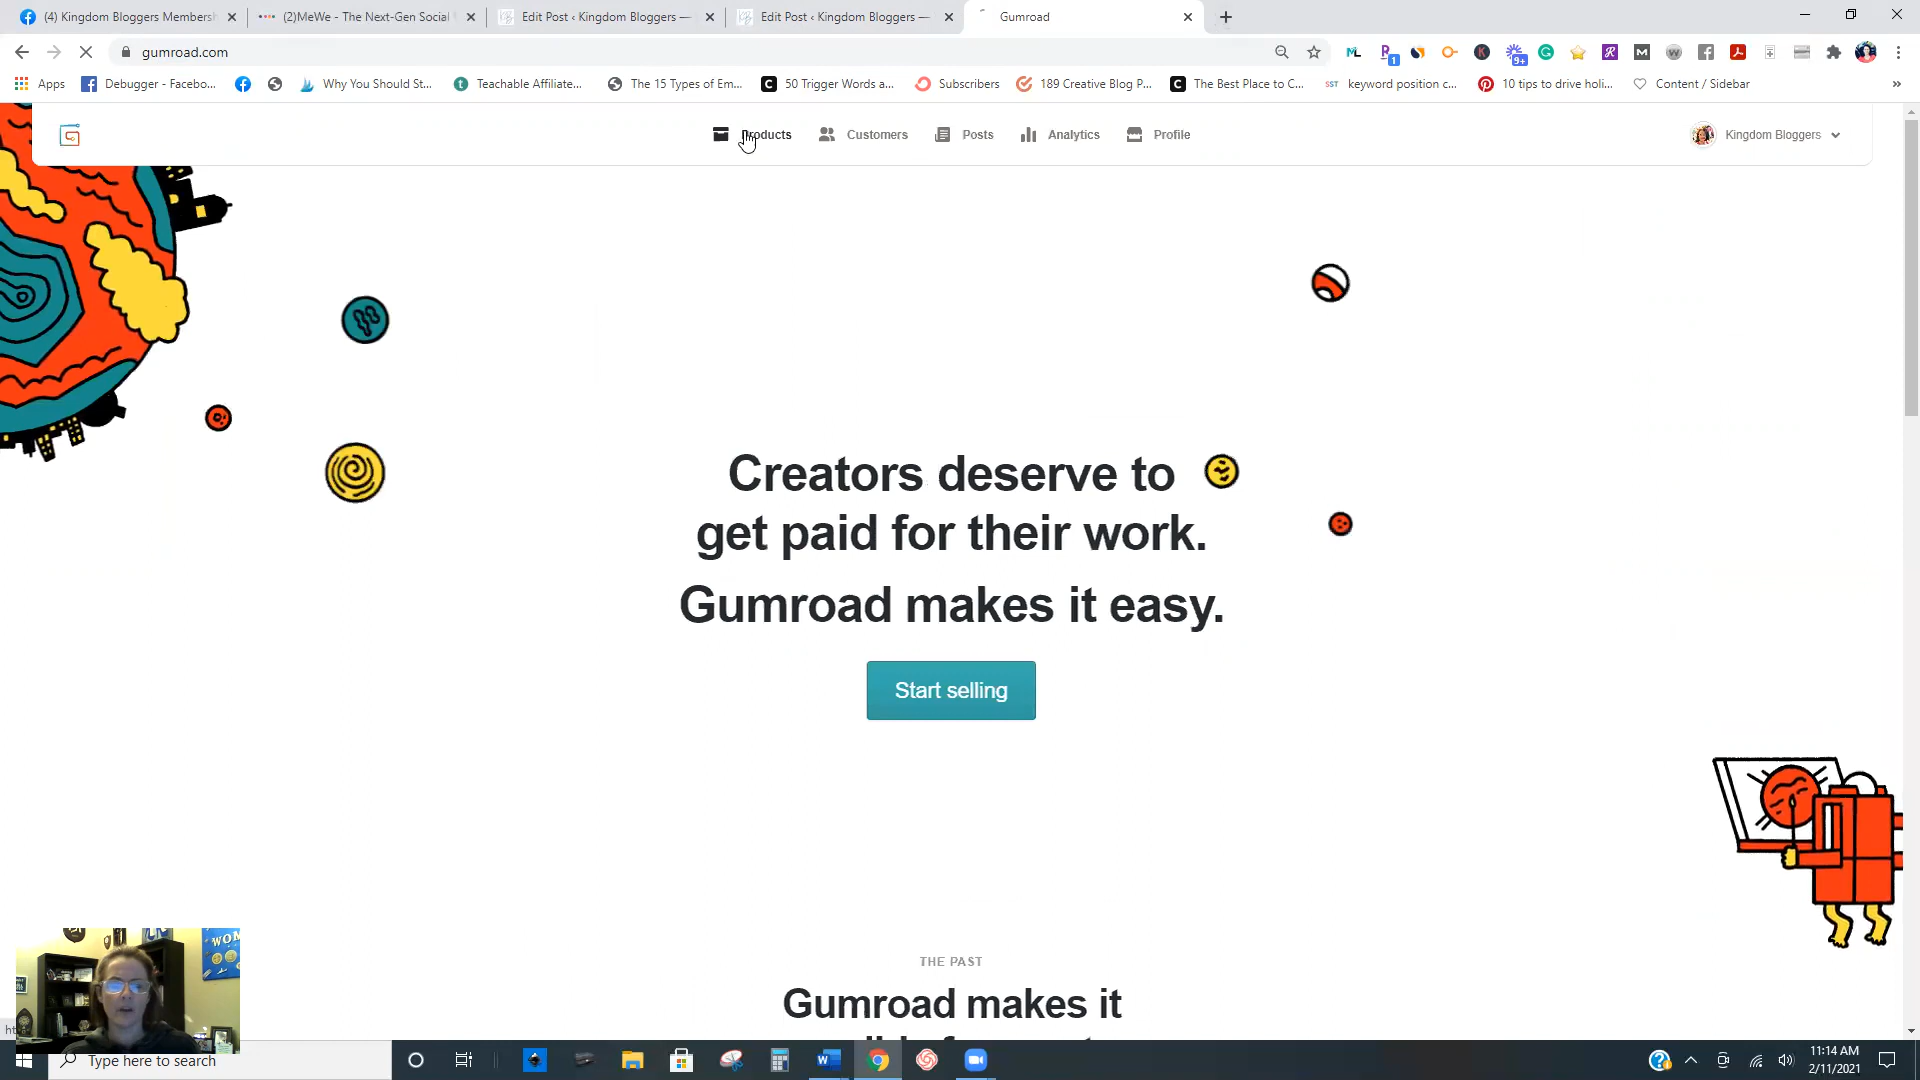 (4) Kingdom Bloggers Membersh
(2)MeWe - The Next-Gen Social
Edit Post ‹ Kingdom Bloggers —
Edit Post ‹ Kingdom Bloggers —
Gumroad
gumroad.com
1
9+
Apps
Debugger - Facebo...
Why You Should St...
Teachable Affiliate...
The 15 Types of Em...
50 Trigger Words a...
Subscribers
189 Creative Blog P...
The Best Place to C...
SST
keyword position c...
10 tips to drive holi...
Content / Sidebar
Products
Customers
Posts
Analytics
Profile
Kingdom Bloggers
Creators deserve to
get paid for their work.
Gumroad makes it easy.
Start selling
THE PAST
Gumroad makes it
WOM
Type here to search
11:14 AM
2/11/2021